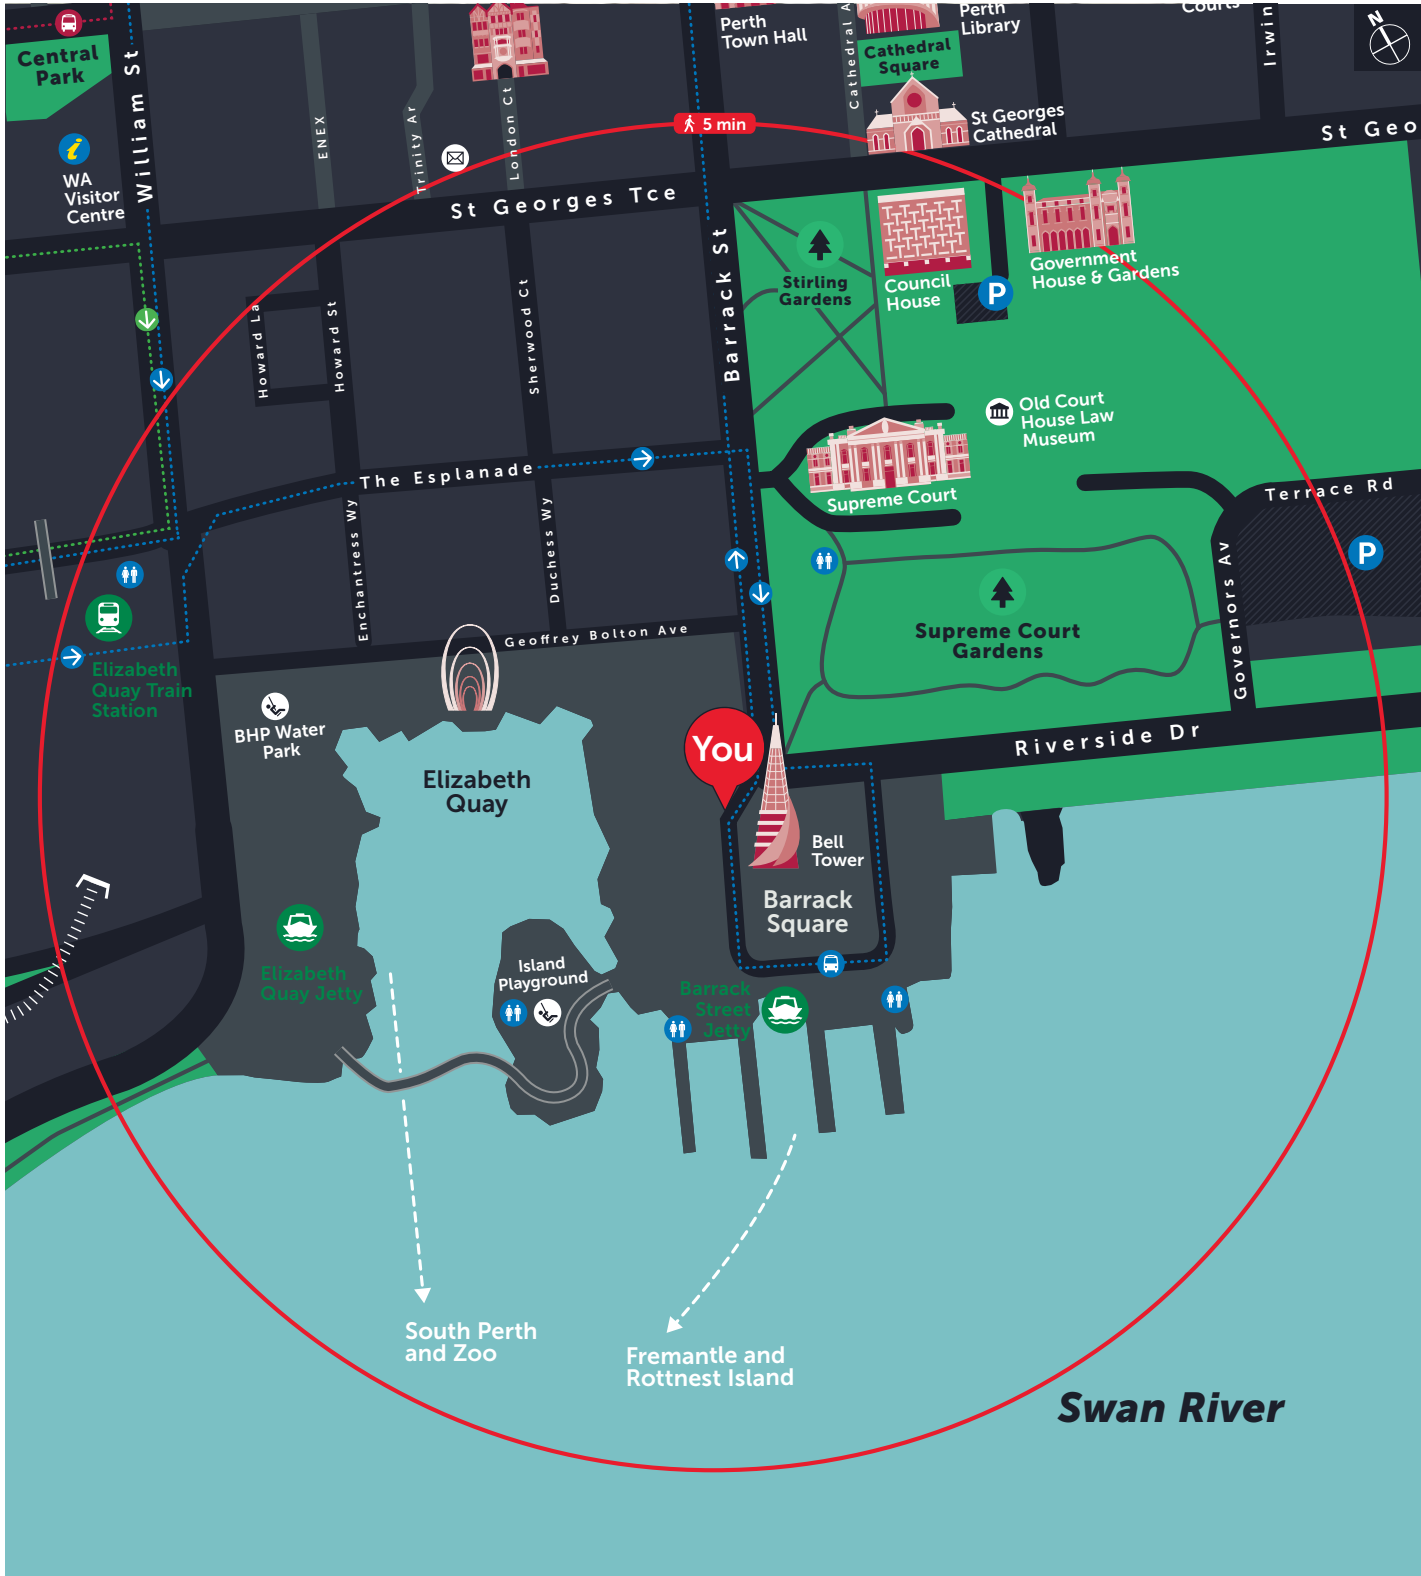 Central
Park
WA
Visitor
Centre
William St
ENEX
Trinity Ar
London Ct
Perth
Town Hall
Cathedral A
Perth
Library
Cathedral
Square
St Georges
Cathedral
Courts
Irwin
N
St Geo
5 min
St Georges Tce
Barrack St
Stirling
Gardens
Council
House
P
Government
House & Gardens
Howard La
Howard St
Sherwood Ct
Old Court
House Law
Museum
The Esplanade
Supreme Court
Terrace Rd
P
Enchantress Wy
Duchess Wy
Governors Av
Supreme Court
Gardens
Geoffrey Bolton Ave
Elizabeth
Quay Train
Station
BHP Water
Park
You
Riverside Dr
Elizabeth
Quay
Bell
Tower
Barrack
Square
Elizabeth
Quay Jetty
Island
Playground
Barrack
Street
Jetty
South Perth
and Zoo
Fremantle and
Rottnest Island
Swan River